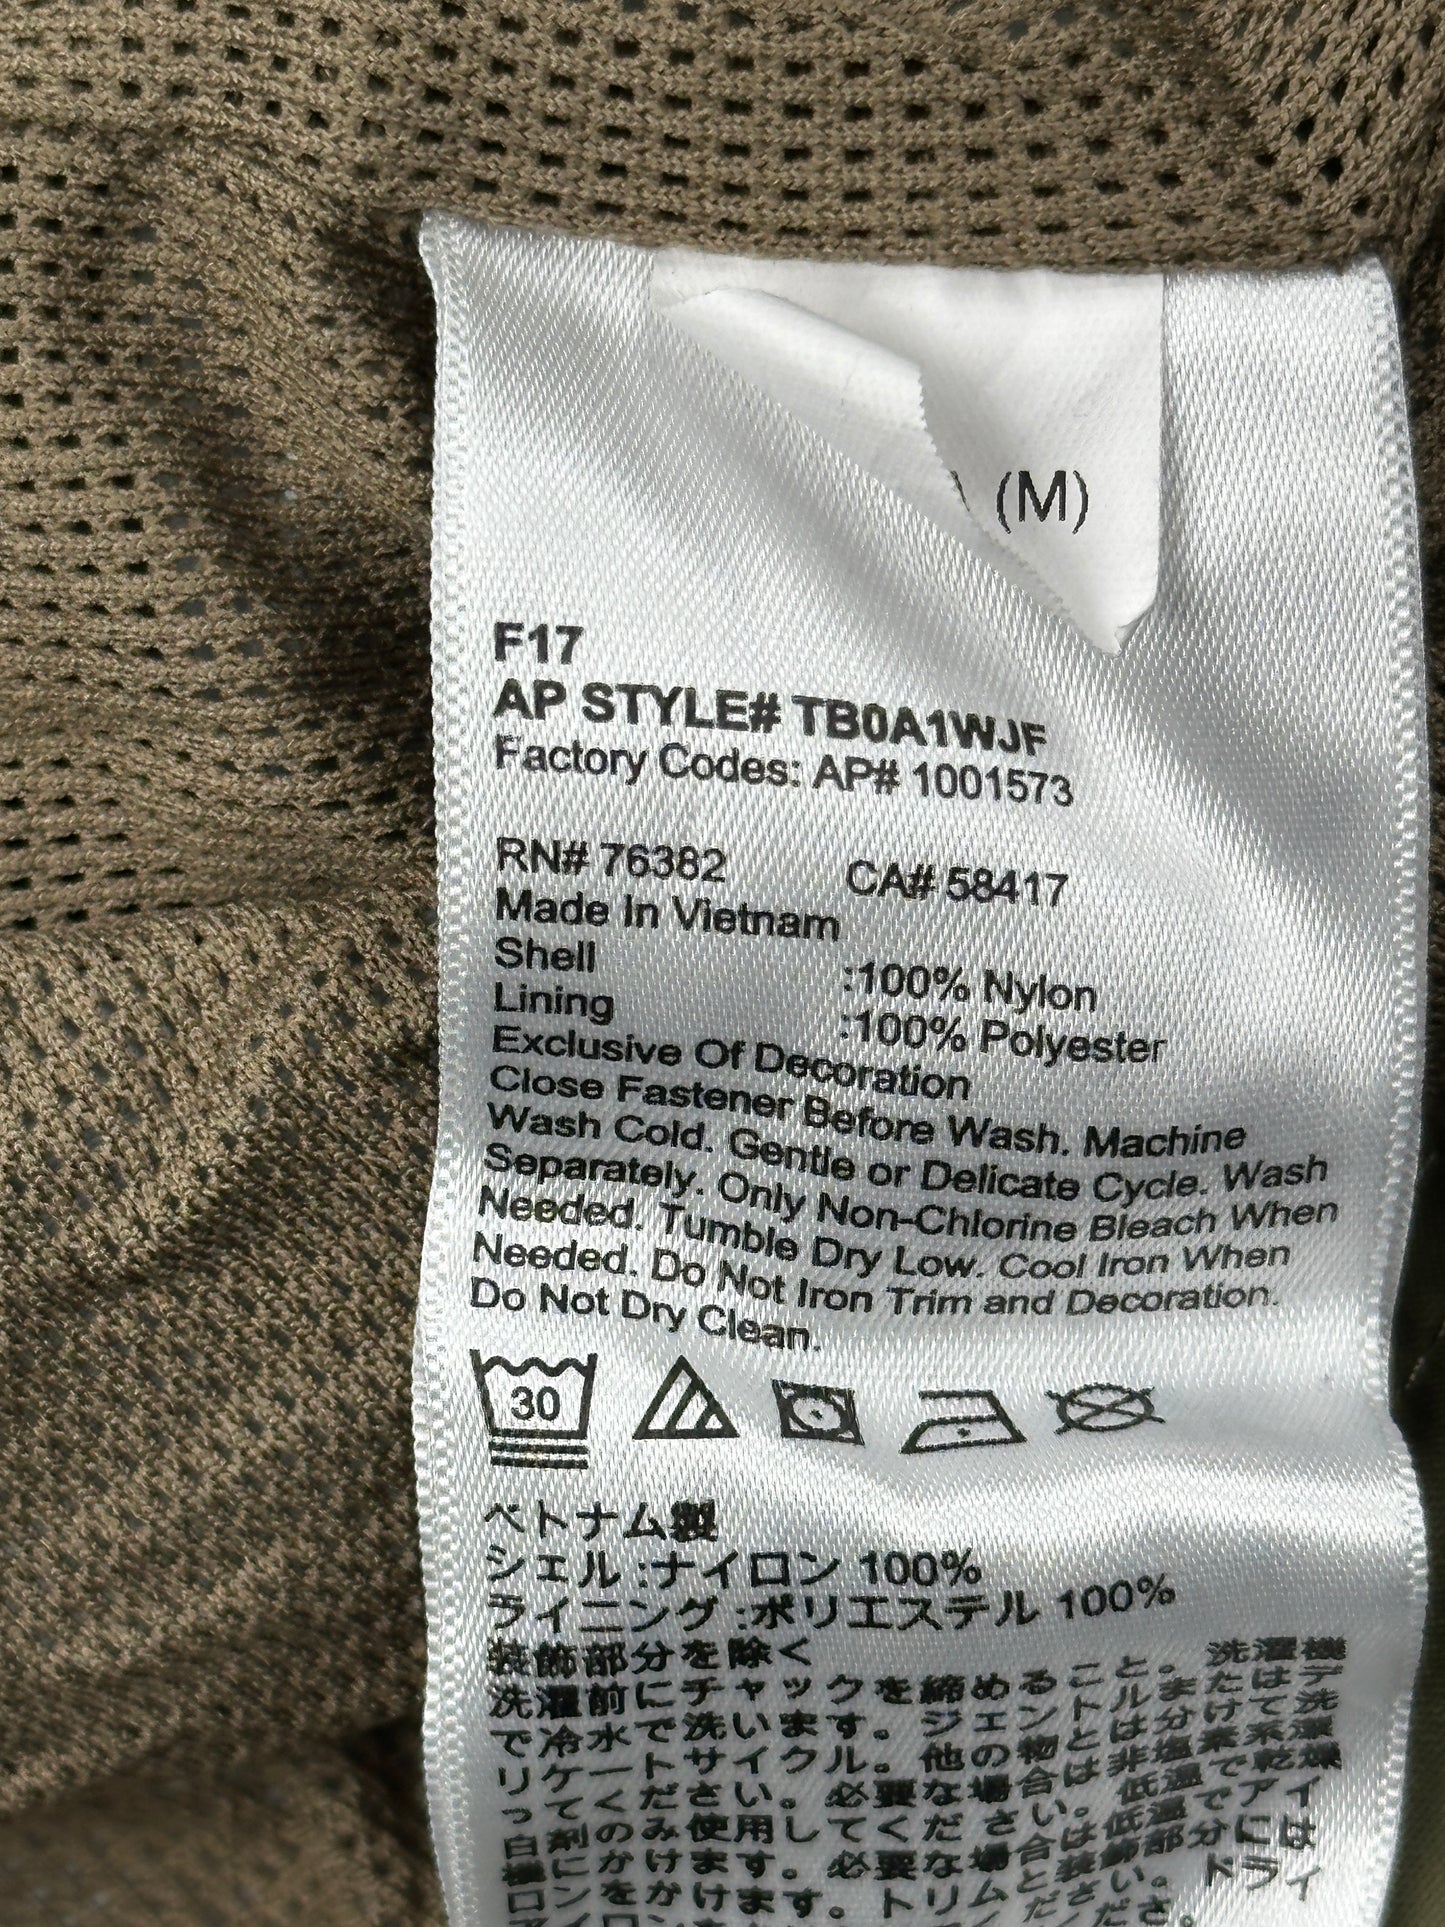 (M)
F17
AP STYLE# TB0A1WJF
Factory Codes: AP# 1001573
RN# 76382 CA# 58417
Made In Vietnam
Shell :100% Nylon
Lining :100% Polyester
Exclusive Of Decoration
Close Fastener Before Wash. Machine
Wash Cold. Gentle or Delicate Cycle. Wash
Separately. Only Non-Chlorine Bleach When
Needed. Tumble Dry Low. Cool Iron When
Needed. Do Not Iron Trim and Decoration.
Do Not Dry Clean.
30
ベトナム製
シェル :ナイロン 100%
ライニング :ポリエステル 100%
装飾部分を除く
洗濯前にチャックを締めること。洗濯機
で冷水で洗います。ジェントルまたはデ
リケートサイクル。他の物とは分けて洗
ってください。必要な場合は非塩素系漂
白剤のみ使用してください。低温で乾燥
機にかけます。必要な場合は低温でアイ
ロンをかけます。トリムと装飾部分には